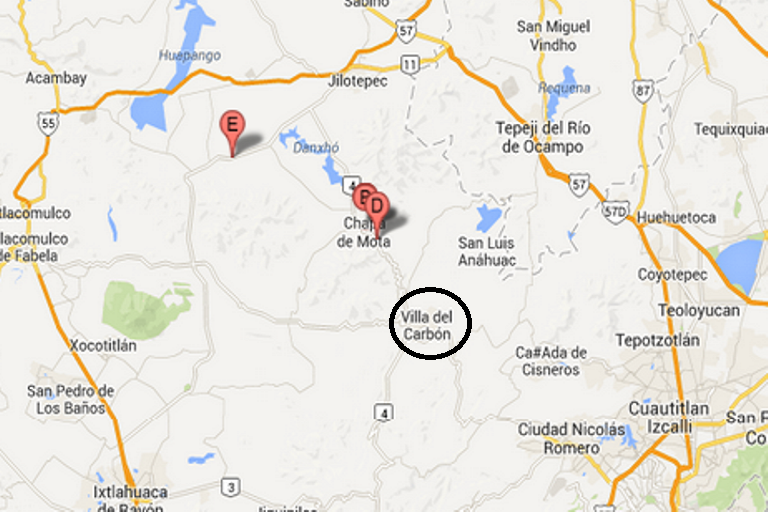 Sabino
57
San Miguel
Vindho
Huapango
Acambay
11
Jilotepec
Requena
87
55
E
Danxhó
Tepeji del Río
de Ocampo
Tequixquiac
4
D
57
57D
tlacomulco
Chapa
de Mota
Huehuetoca
tlacomulco
de Fabela
San Luis
Anáhuac
Coyotepec
Teoloyucan
Villa del
Carbón
Xocotitlán
Tepotzotlán
Ca#Ada de
Cisneros
San Pedro de
Los Baños
4
Cuautitlan
Izcalli
San F
Co
Ciudad Nicolás
Romero
3
Ixtlahuaca
de Rayón